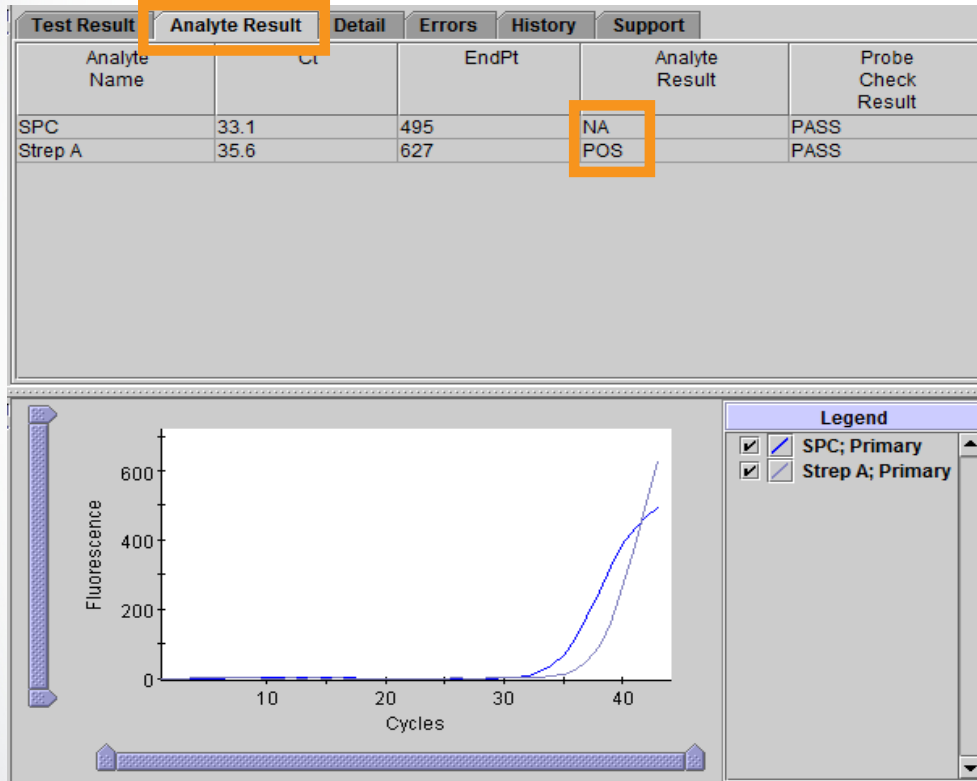 Test Result Analyte Result Detail Errors History Support
Analyte Name Ct EndPt Analyte Result Probe Check Result
SPC 33.1 495 NA PASS
Strep A 35.6 627 POS PASS
Legend
SPC; Primary
Strep A; Primary
Fluorescence
600
400
200
0
10 20 30 40
Cycles